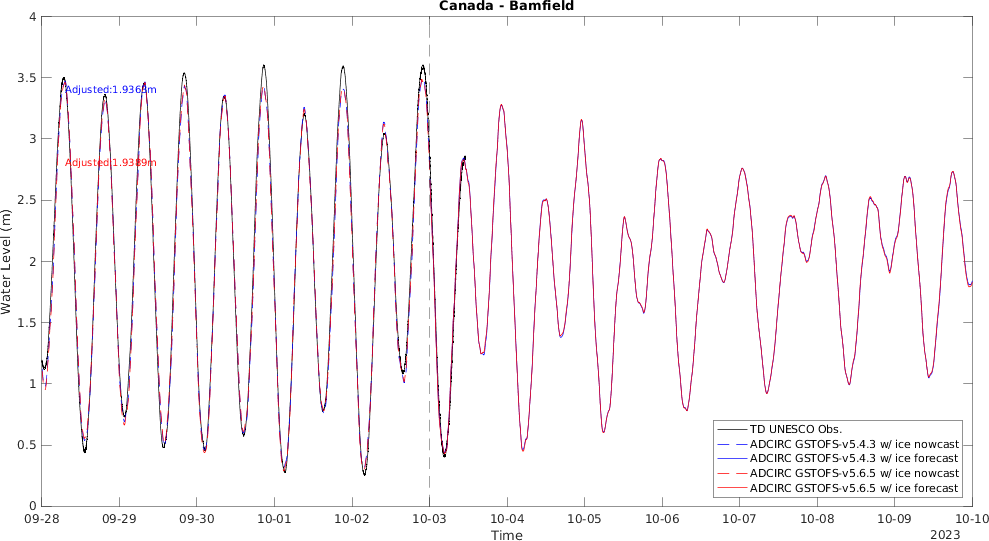 Canada - Bamfield
4
3.5
Adjusted:1.9365m
3
Adjusted:1.9389m
2.5
Water Level (m)
2
1.5
1
0.5
0
TD UNESCO Obs.
ADCIRC GSTOFS-v5.4.3 w/ ice nowcast
ADCIRC GSTOFS-v5.4.3 w/ ice forecast
ADCIRC GSTOFS-v5.6.5 w/ ice nowcast
ADCIRC GSTOFS-v5.6.5 w/ ice forecast
09-28 09-29 09-30 10-01 10-02 10-03 10-04 10-05 10-06 10-07 10-08 10-09 10-10
Time
2023